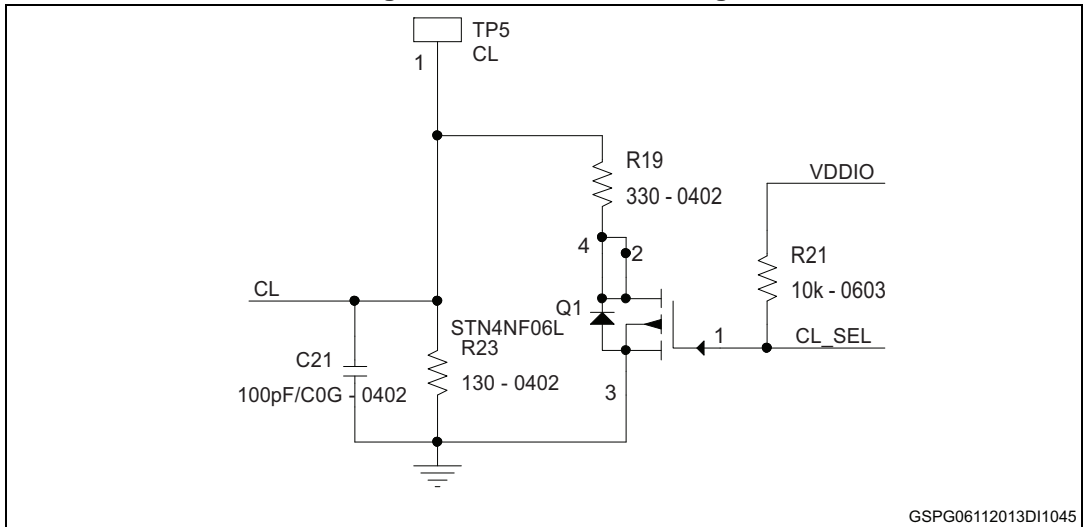 TP5
CL
1
R19
330 - 0402
VDDIO
4
2
R21
10k - 0603
CL
Q1
STN4NF06L
1
CL_SEL
R23
C21
130 - 0402
100pF/C0G - 0402
3
GSPG06112013DI1045